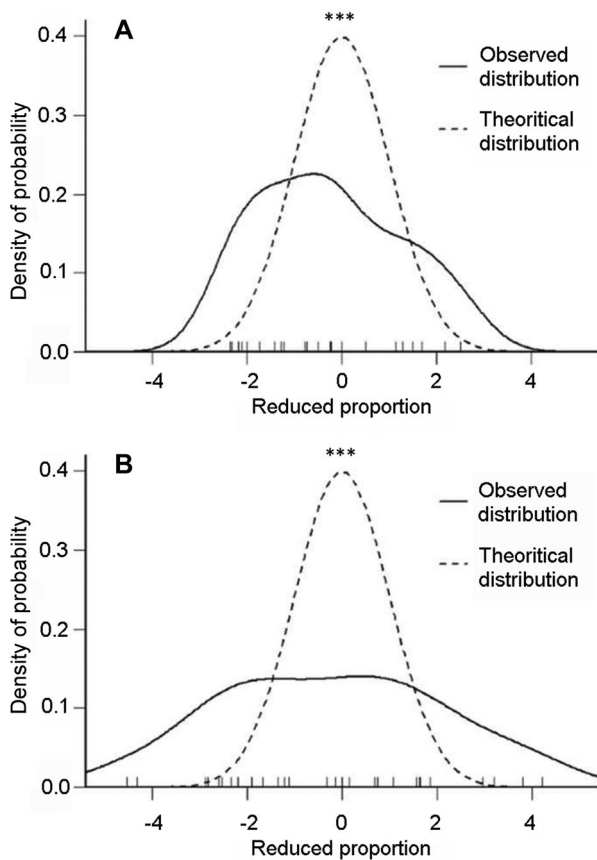 A
***
0.4
0.3
0.2
0.1
0.0
Density of probability
Observed
distribution
Theoritical
distribution
-4
-2
0
2
4
Reduced proportion
B
***
0.4
0.3
0.2
0.1
0.0
Density of probability
Observed
distribution
Theoritical
distribution
-4
-2
0
2
4
Reduced proportion